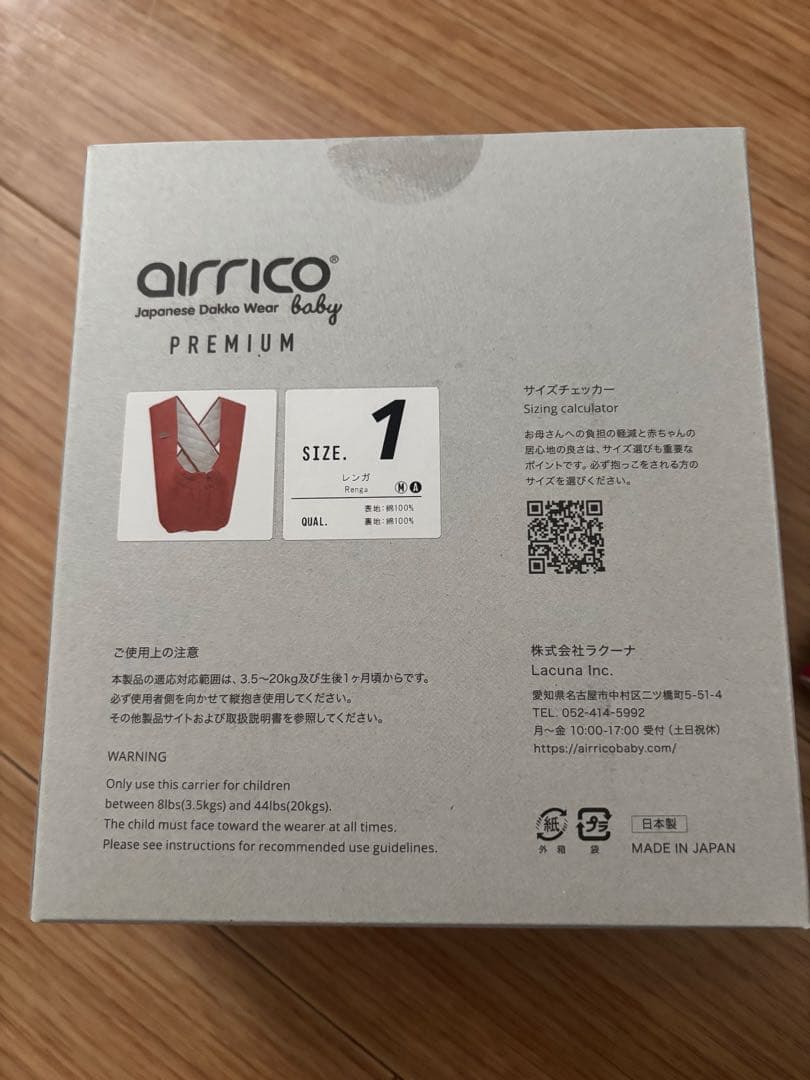 airrico®
Japanese Dakko Wear baby
PREMIUM
SIZE. 1
レンガ
Renga
M A
QUAL.
表地:綿100%
裏地:綿100%
サイズチェッカー
Sizing calculator
お母さんへの負担の軽減と赤ちゃんの
居心地の良さは、サイズ選びも重要な
ポイントです。必ず抱っこをされる方の
サイズを選びください。
ご使用上の注意
本製品の適応対応範囲は、3.5〜20kg及び生後1ヶ月頃からです。
必ず使用者側を向かせて縦抱き使用してください。
その他製品サイトおよび取扱説明書を参照してください。
WARNING
Only use this carrier for children
between 8lbs(3.5kgs) and 44lbs(20kgs).
The child must face toward the wearer at all times.
Please see instructions for recommended use guidelines.
株式会社ラクーナ
Lacuna Inc.
愛知県名古屋市中村区二ツ橋町5-51-4
TEL. 052-414-5992
月〜金 10:00-17:00 受付(土日祝休)
https://airricobaby.com/
紙
外箱
プラ
袋
日本製
MADE IN JAPAN